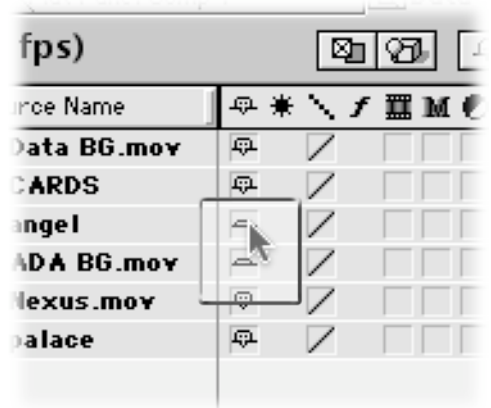 fps)
rce Name
Data BG.mov
CARDS
angel
ADA BG.mov
Nexus.mov
palace